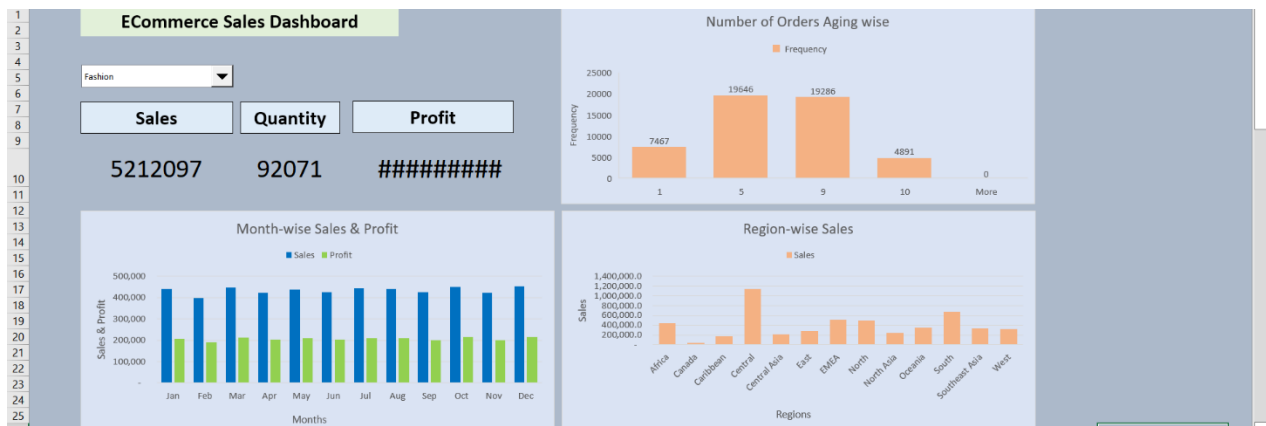 1
2
3
4
5
6
7
8
9
10
11
12
13
14
15
16
17
18
19
20
21
22
23
24
25
ECommerce Sales Dashboard
Fashion
Sales Quantity Profit
5212097 92071 #########
Number of Orders Aging wise
Frequency
Frequency
25000
20000
15000
10000
5000
0
7467 19646 19286 4891 0
1 5 9 10 More
Month-wise Sales & Profit
Sales Profit
Sales & Profit
500,000
400,000
300,000
200,000
100,000
-
Jan Feb Mar Apr May Jun Jul Aug Sep Oct Nov Dec
Months
Region-wise Sales
Sales
Sales
1,400,000.0
1,200,000.0
1,000,000.0
800,000.0
600,000.0
400,000.0
200,000.0
-
Africa Canada Caribbean Central Central Asia East EMEA North North Asia Oceania South Southeast Asia West
Regions